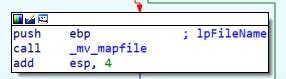 push ebp ; lpFileName
call _mv_mapfile
add esp, 4